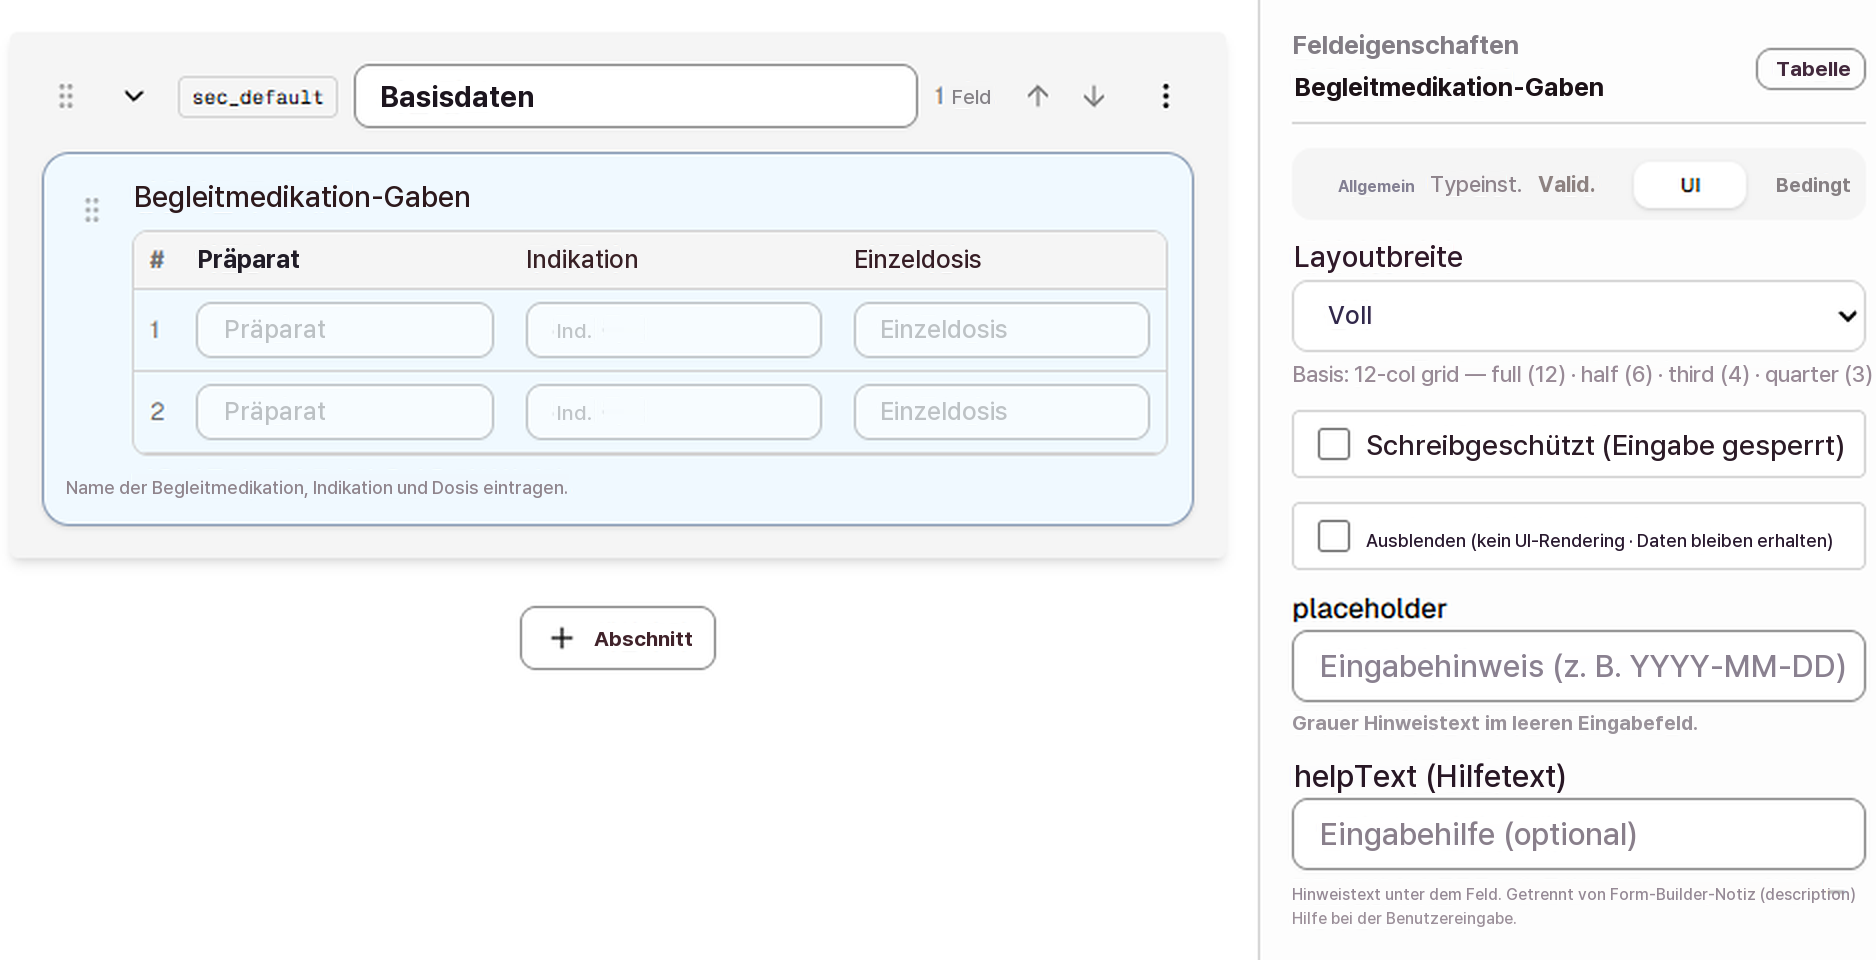 sec_default
Basisdaten
1 Feld
Begleitmedikation-Gaben
# Präparat Indikation Einzeldosis
1 Präparat Ind. Einzeldosis
2 Präparat Ind. Einzeldosis
Name der Begleitmedikation, Indikation und Dosis eintragen.
+ Abschnitt
Feldeigenschaften
Begleitmedikation-Gaben
Tabelle
Allgemein Typeinst. Valid. UI Bedingt
Layoutbreite
Voll
Basis: 12-col grid — full (12) · half (6) · third (4) · quarter (3)
Schreibgeschützt (Eingabe gesperrt)
Ausblenden (kein UI-Rendering · Daten bleiben erhalten)
placeholder
Eingabehinweis (z. B. YYYY-MM-DD)
Grauer Hinweistext im leeren Eingabefeld.
helpText (Hilfetext)
Eingabehilfe (optional)
Hinweistext unter dem Feld. Getrennt von Form-Builder-Notiz (description)
Hilfe bei der Benutzereingabe.